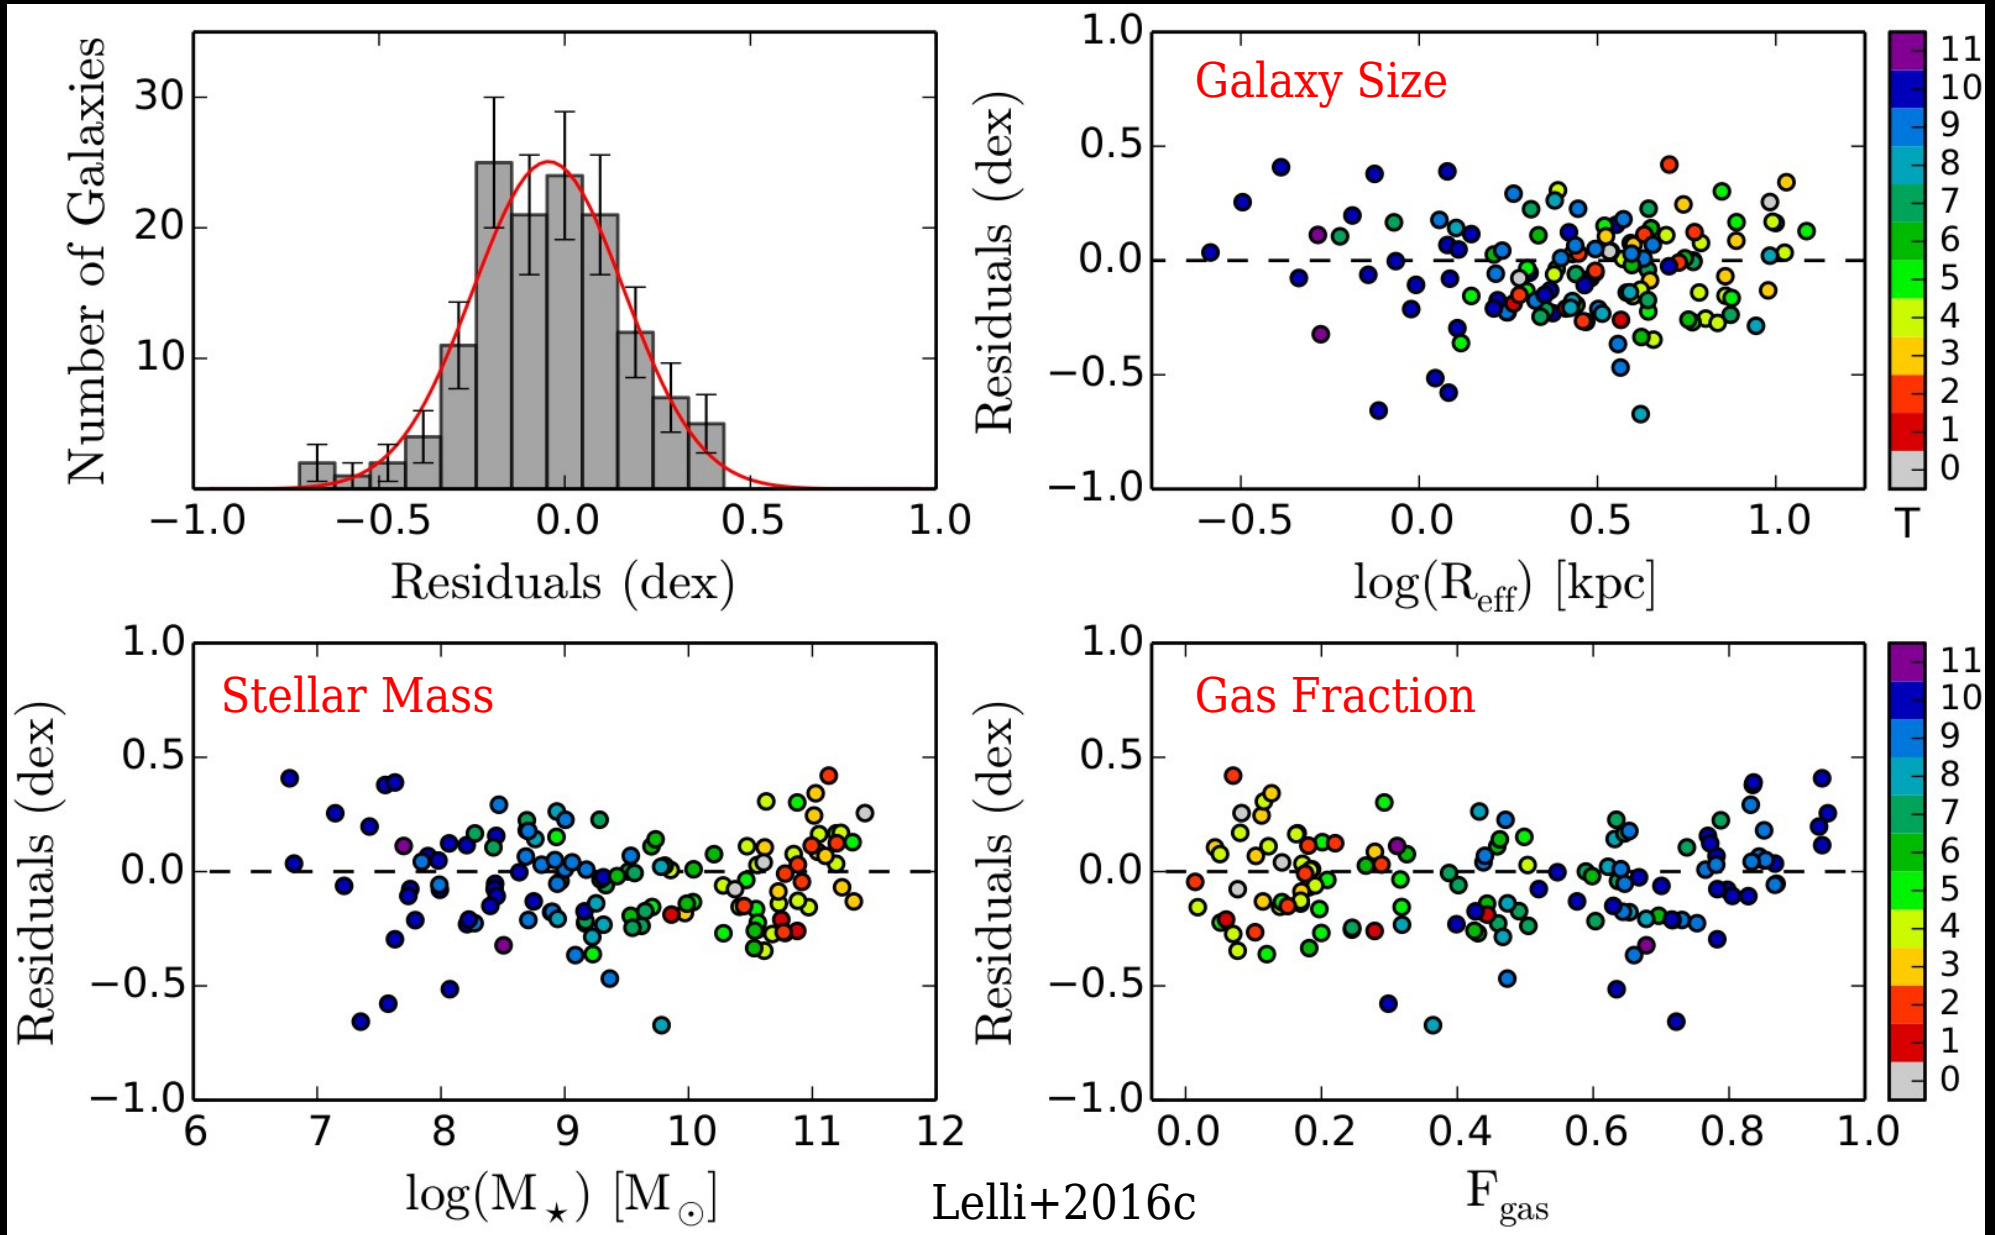 Number of Galaxies
30
20
10
−1.0 −0.5 0.0 0.5 1.0
Residuals (dex)
Galaxy Size
Residuals (dex)
1.0
0.5
0.0
−0.5
−1.0
−0.5 0.0 0.5 1.0
log(R_eff) [kpc]
11
10
9
8
7
6
5
4
3
2
1
0
T
Stellar Mass
Residuals (dex)
1.0
0.5
0.0
−0.5
−1.0
6 7 8 9 10 11 12
log(M⋆) [M⊙]
Gas Fraction
Residuals (dex)
1.0
0.5
0.0
−0.5
−1.0
0.0 0.2 0.4 0.6 0.8 1.0
F_gas
11
10
9
8
7
6
5
4
3
2
1
0
Lelli+2016c